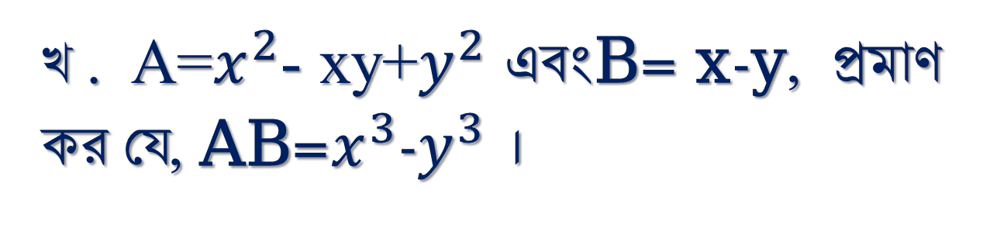 খ . A=x²- xy+y² এবংB= x-y, প্রমাণ
কর যে, AB=x³-y³ ।